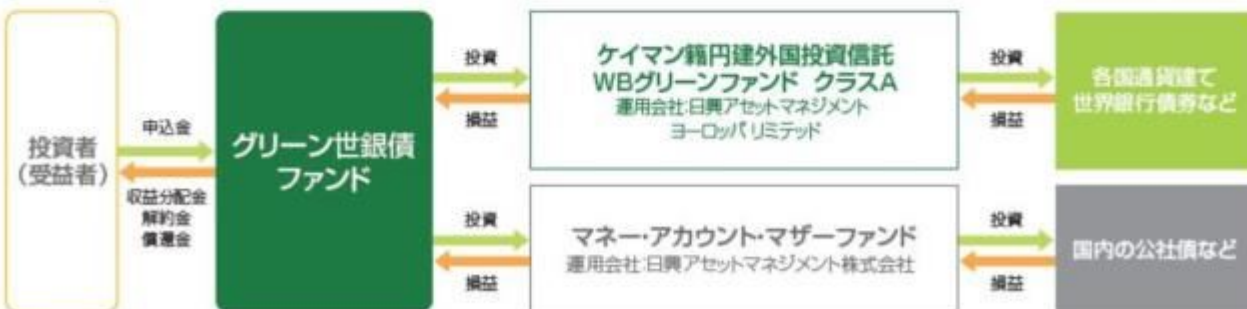 投資者
(受益者)
申込金
収益分配金
解約金
償還金
グリーン世銀債
ファンド
投資
損益
ケイマン籍円建外国投資信託
WBグリーンファンド クラスA
運用会社:日興アセットマネジメント
ヨーロッパ リミテッド
投資
損益
各国通貨建て
世界銀行債券など
投資
損益
マネー・アカウント・マザーファンド
運用会社:日興アセットマネジメント株式会社
投資
損益
国内の公社債など